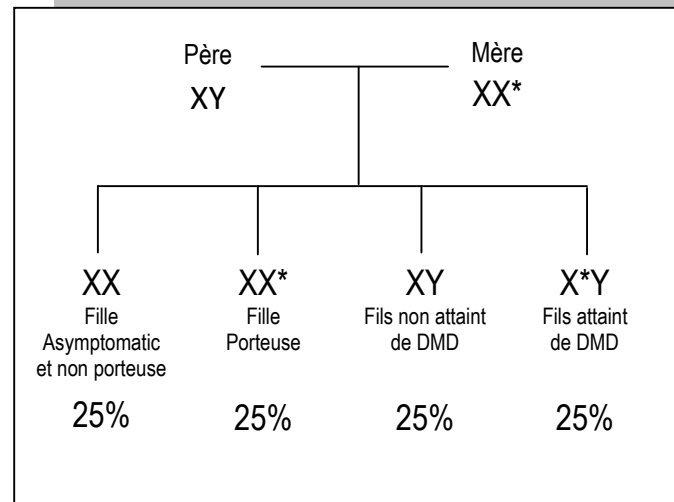 Père Mère
XY XX*
XX XX* XY X*Y
Fille Fille Fils non attaint Fils attaint
Asymptomatic Porteuse de DMD de DMD
et non porteuse
25% 25% 25% 25%